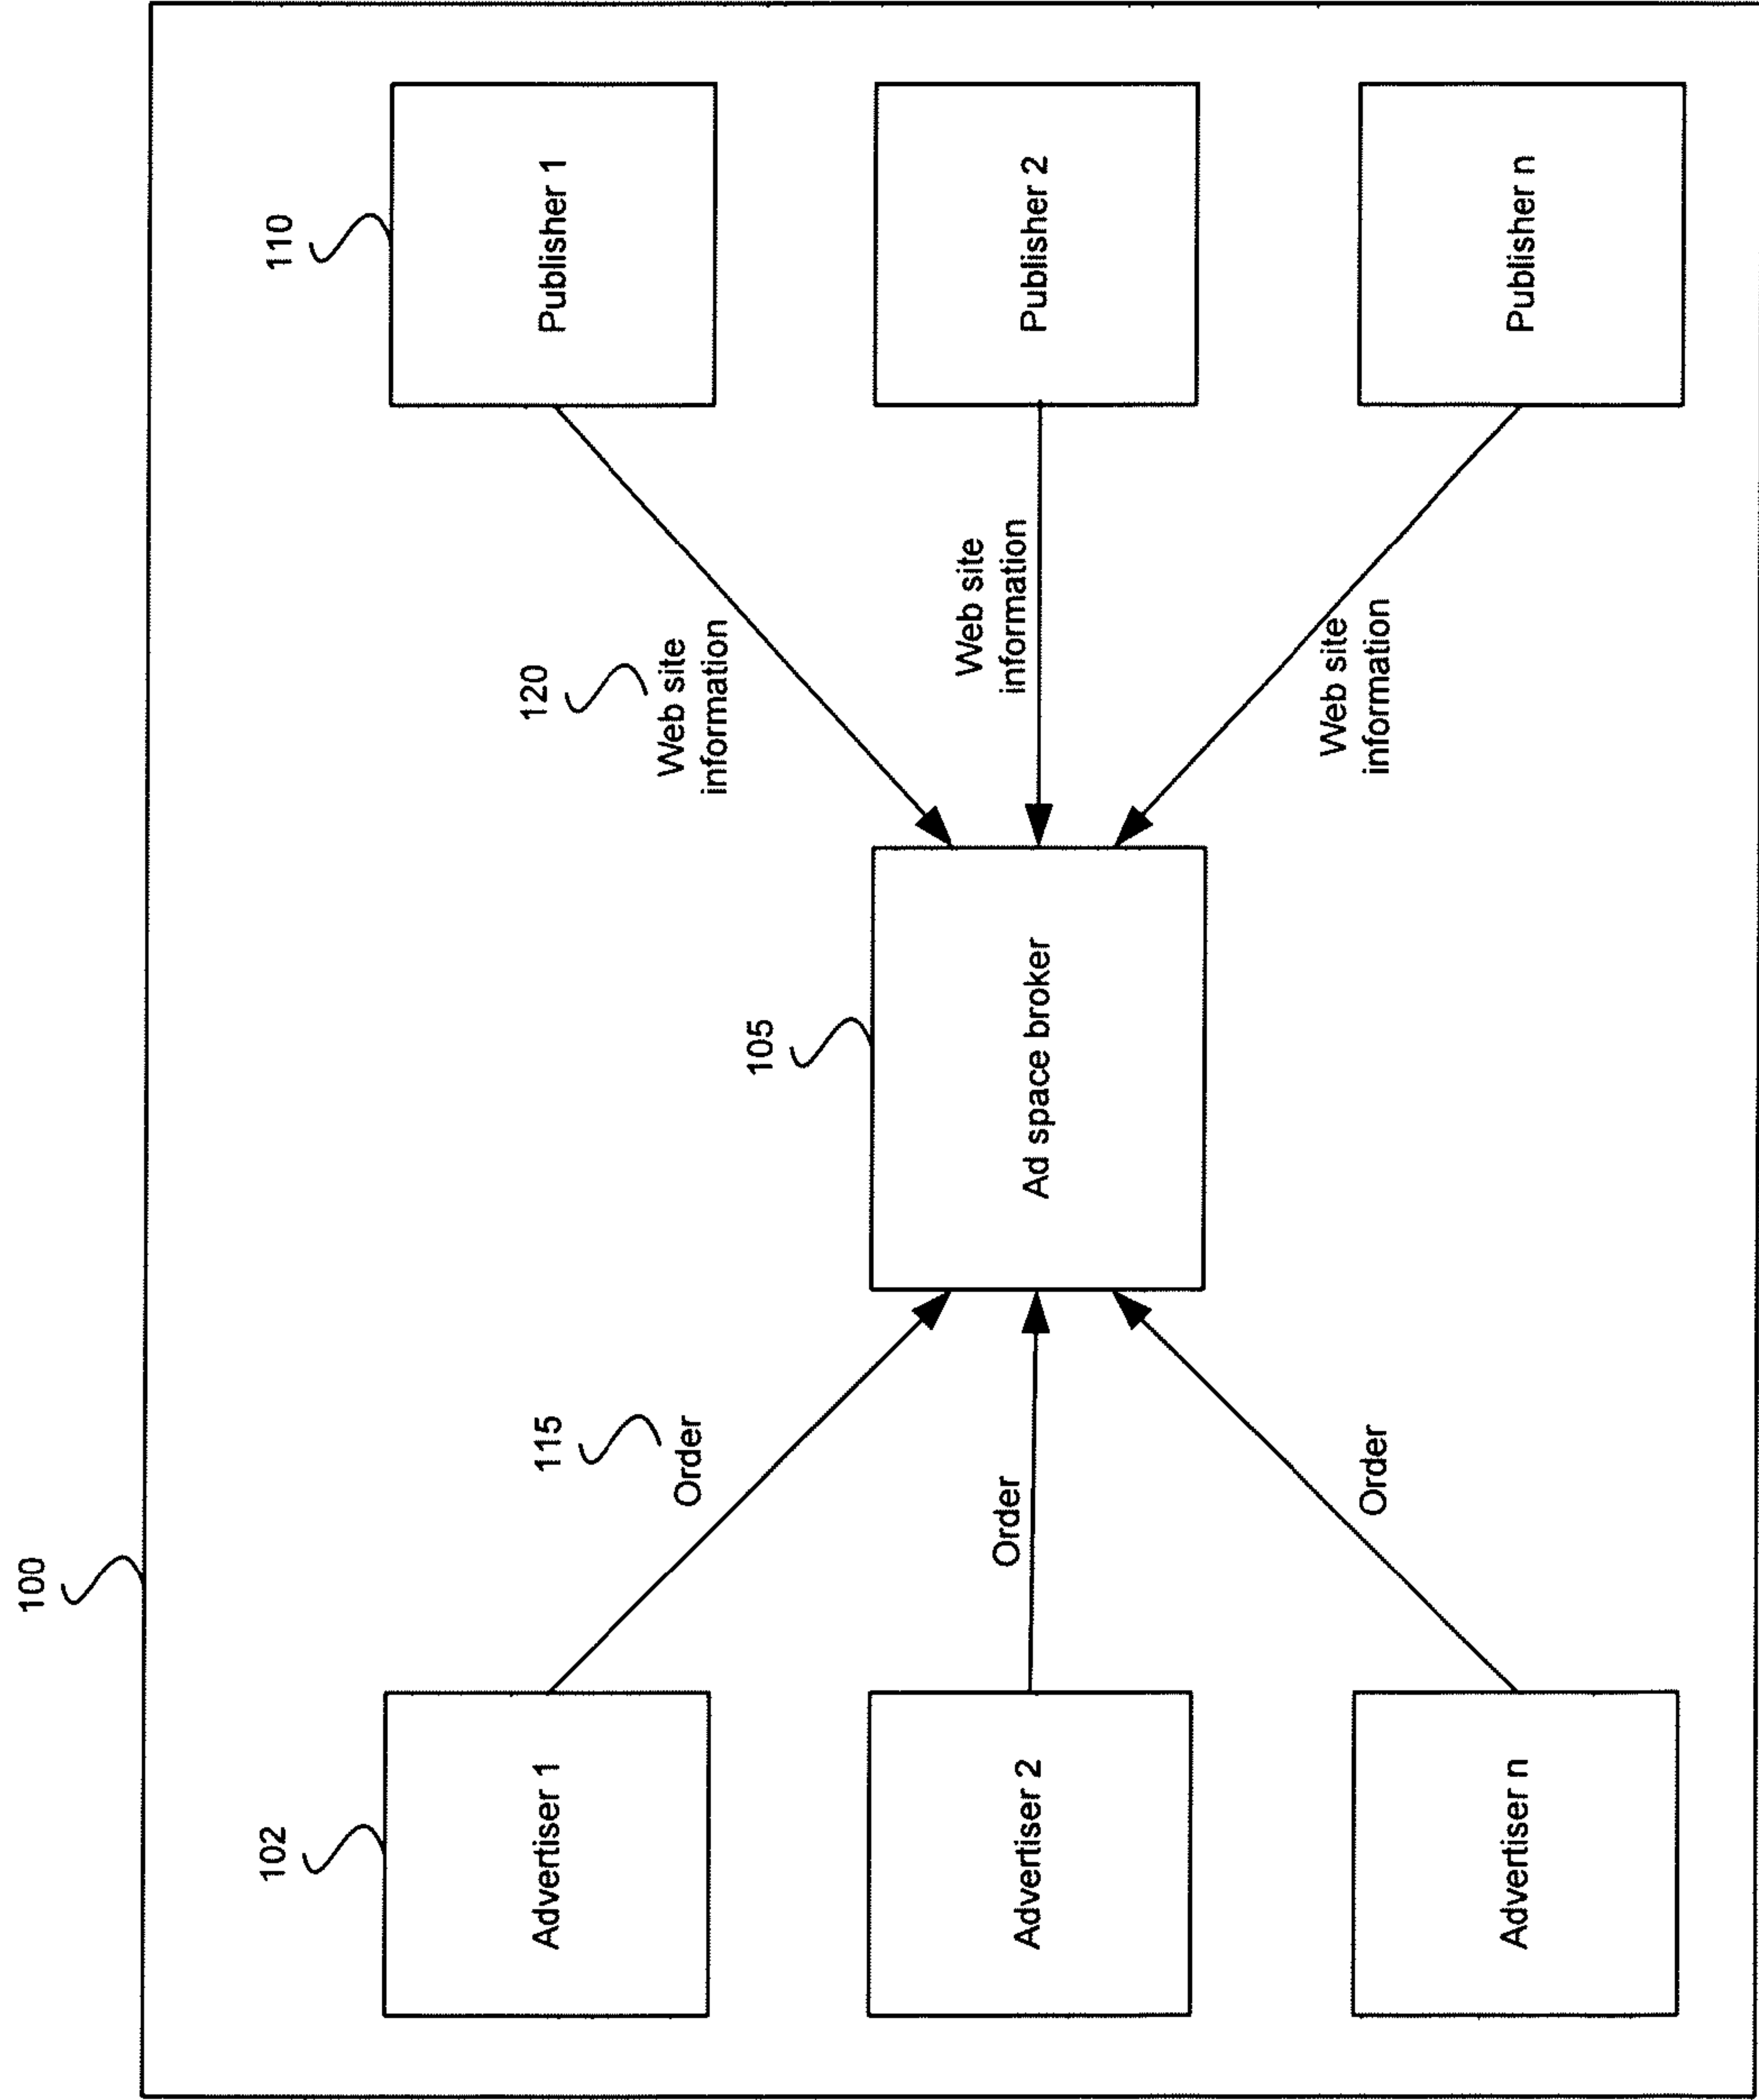 100
102
110
Advertiser 1
115
Order
120
Web site
information
Publisher 1
105
Advertiser 2
Order
Ad space broker
Web site
information
Publisher 2
Advertiser n
Order
Web site
information
Publisher n